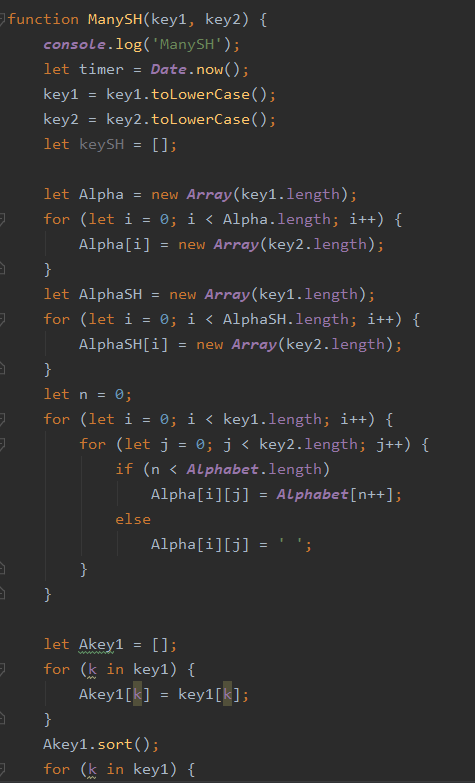 function ManySH(key1, key2) {
    console.log('ManySH');
    let timer = Date.now();
    key1 = key1.toLowerCase();
    key2 = key2.toLowerCase();
    let keySH = [];

    let Alpha = new Array(key1.length);
    for (let i = 0; i < Alpha.length; i++) {
        Alpha[i] = new Array(key2.length);
    }
    let AlphaSH = new Array(key1.length);
    for (let i = 0; i < AlphaSH.length; i++) {
        AlphaSH[i] = new Array(key2.length);
    }
    let n = 0;
    for (let i = 0; i < key1.length; i++) {
        for (let j = 0; j < key2.length; j++) {
            if (n < Alphabet.length)
                Alpha[i][j] = Alphabet[n++];
            else
                Alpha[i][j] = ' ';
        }
    }

    let Akey1 = [];
    for (k in key1) {
        Akey1[k] = key1[k];
    }
    Akey1.sort();
    for (k in key1) {